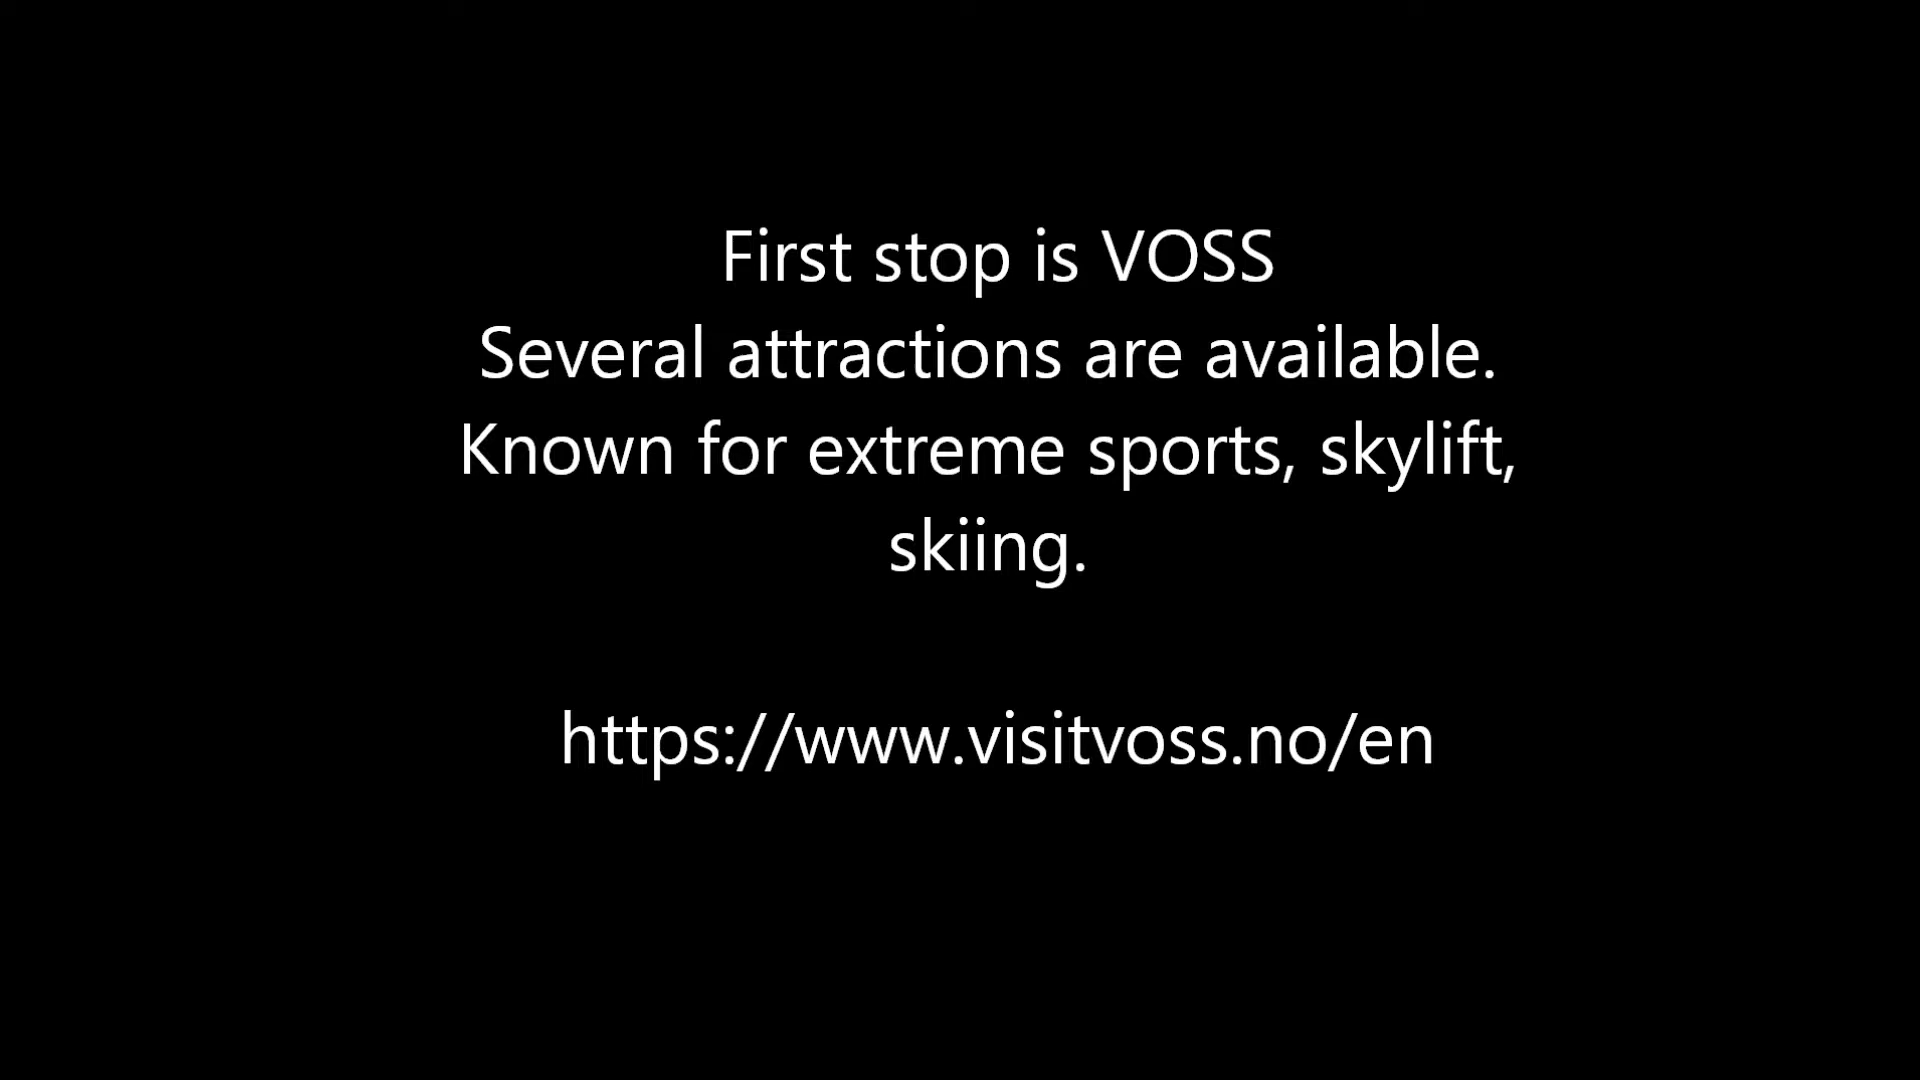 First stop is VOSS
Several attractions are available.
Known for extreme sports, skylift,
skiing.
https://www.visitvoss.no/en